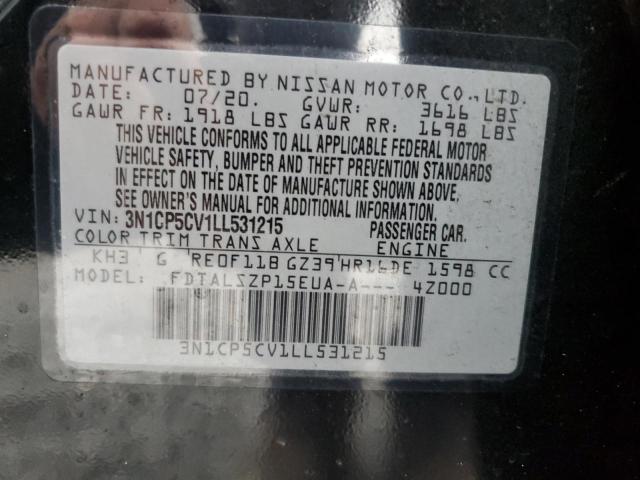 MANUFACTURED BY NISSAN MOTOR CO., LTD.
DATE: 07/20. GVWR: 3616 LBS
GAWR FR: 1918 LBS GAWR RR: 1698 LBS
THIS VEHICLE CONFORMS TO ALL APPLICABLE FEDERAL MOTOR
VEHICLE SAFETY, BUMPER AND THEFT PREVENTION STANDARDS
IN EFFECT ON THE DATE OF MANUFACTURE SHOWN ABOVE.
SEE OWNER'S MANUAL FOR ADDITIONAL INFORMATION.
VIN: 3N1CP5CV1LL531215 PASSENGER CAR.
COLOR TRIM TRANS AXLE ENGINE
KH3 G RE0F11B GZ39 HR16DE 1598 CC
MODEL: FDTALSZP15EUA-A--- 4Z000
3N1CP5CV1LL531215